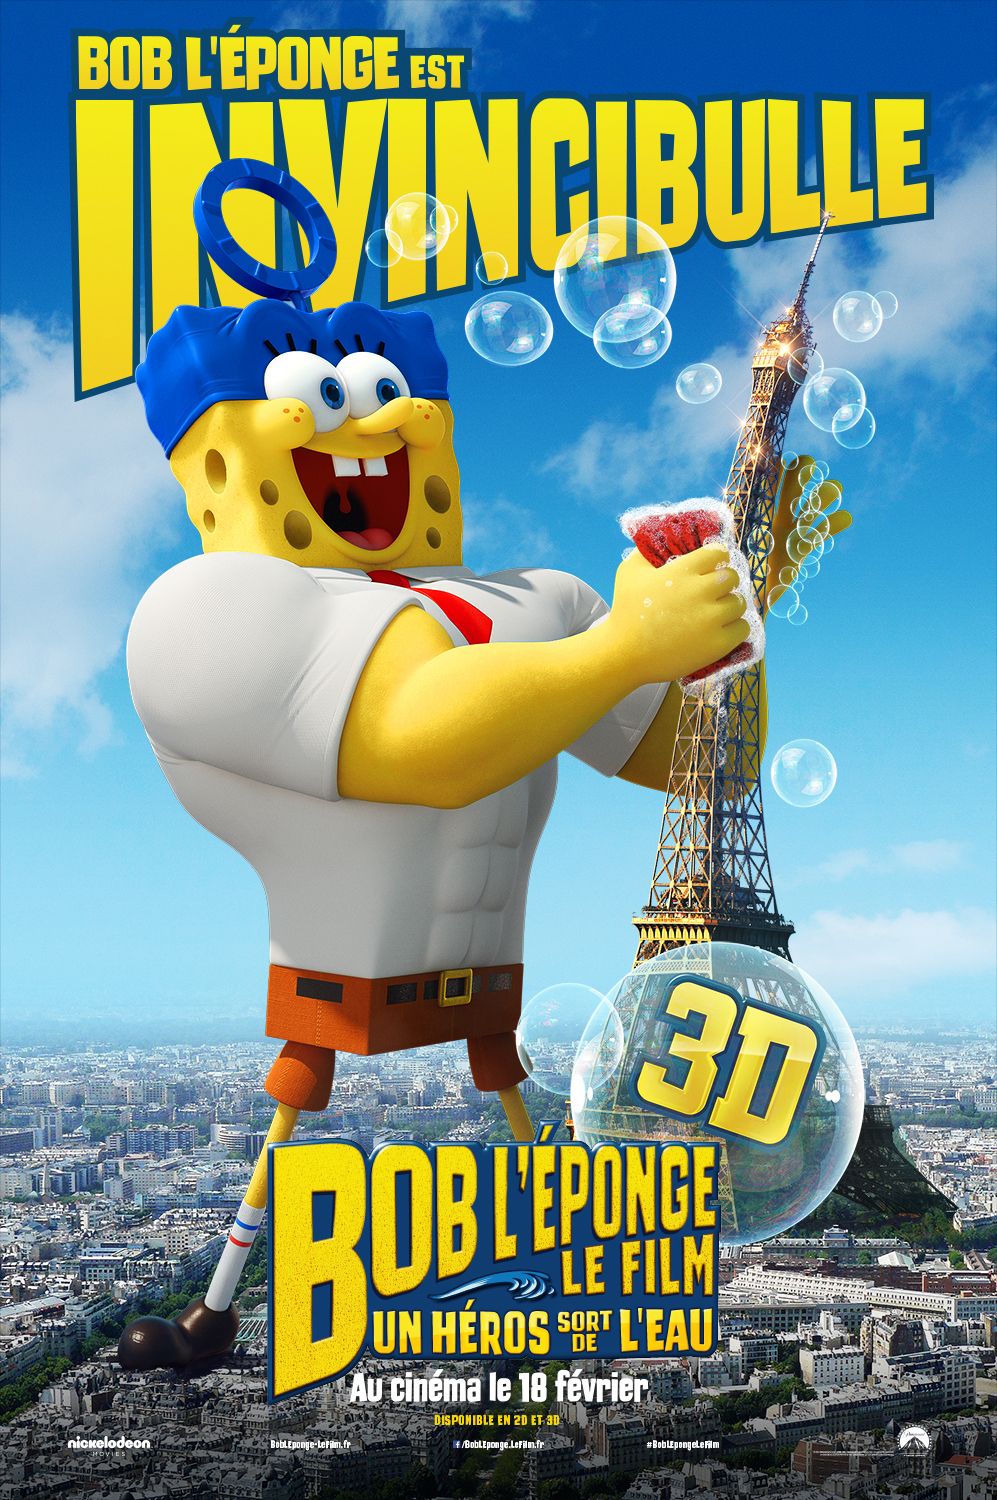 BOB L'ÉPONGE EST
INVINCIBULLE
3D
BOB L'ÉPONGE
LE FILM
UN HÉROS SORT DE L'EAU
Au cinéma le 18 février
DISPONIBLE EN 2D ET 3D
nickelodeon
MOVIES
BobLEponge-LeFilm.fr
f/BobLEponge.LeFilm.fr
#BobLEpongeLeFilm